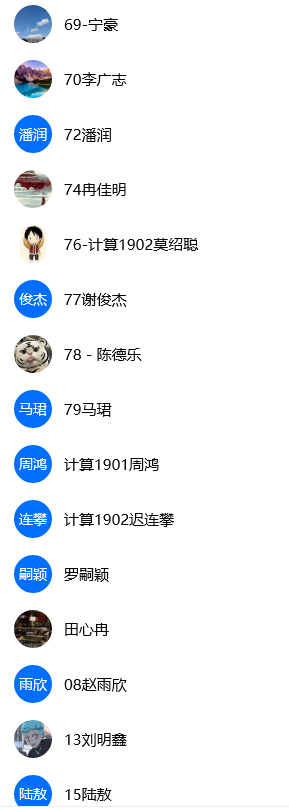 69-宁豪
70李广志
潘润 72潘润
74冉佳明
76-计算1902莫绍聪
俊杰 77谢俊杰
78 - 陈德乐
马珺 79马珺
周鸿 计算1901周鸿
连攀 计算1902迟连攀
嗣颖 罗嗣颖
田心冉
雨欣 08赵雨欣
13刘明鑫
陆敖 15陆敖